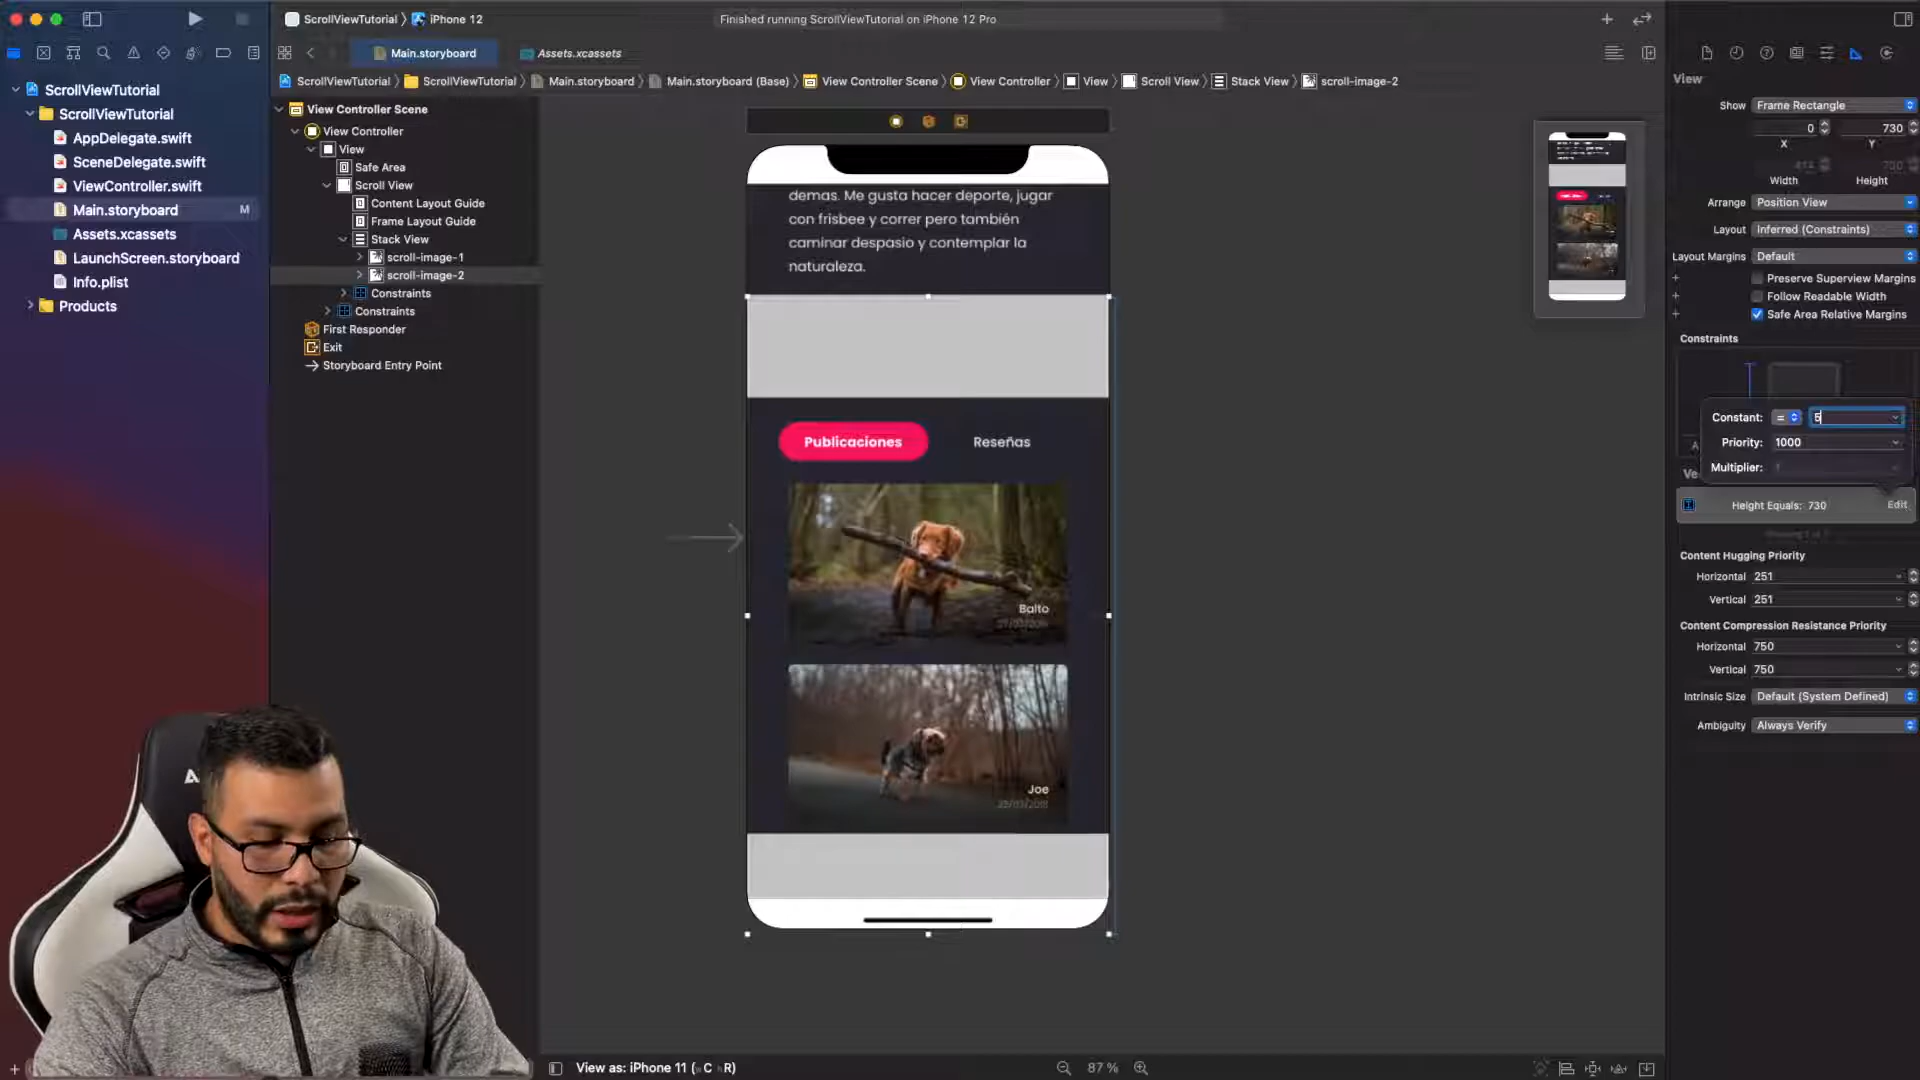 ScrollViewTutorial
iPhone 12
Finished running ScrollViewTutorial on iPhone 12 Pro
Main.storyboard
Assets.xcassets
ScrollViewTutorial
ScrollViewTutorial
Main.storyboard
Main.storyboard (Base)
View Controller Scene
View Controller
View
Scroll View
Stack View
scroll-image-2
ScrollViewTutorial
ScrollViewTutorial
AppDelegate.swift
SceneDelegate.swift
ViewController.swift
Main.storyboard
M
Assets.xcassets
LaunchScreen.storyboard
Info.plist
Products
View Controller Scene
View Controller
View
Safe Area
Scroll View
Content Layout Guide
Frame Layout Guide
Stack View
scroll-image-1
scroll-image-2
Constraints
Constraints
First Responder
Exit
Storyboard Entry Point
demas. Me gusta hacer deporte, jugar
con frisbee y correr pero también
caminar despasio y contemplar la
naturaleza.
Publicaciones
Reseñas
Balto
Joe
View as: iPhone 11 (wC hR)
87 %
View
Show
Frame Rectangle
0
730
X
Y
414
730
Width
Height
Arrange
Position View
Layout
Inferred (Constraints)
Layout Margins
Default
Preserve Superview Margins
Follow Readable Width
Safe Area Relative Margins
Constraints
Constant:
=
5
Priority:
1000
Multiplier:
1
Height Equals: 730
Edit
Content Hugging Priority
Horizontal
251
Vertical
251
Content Compression Resistance Priority
Horizontal
750
Vertical
750
Intrinsic Size
Default (System Defined)
Ambiguity
Always Verify